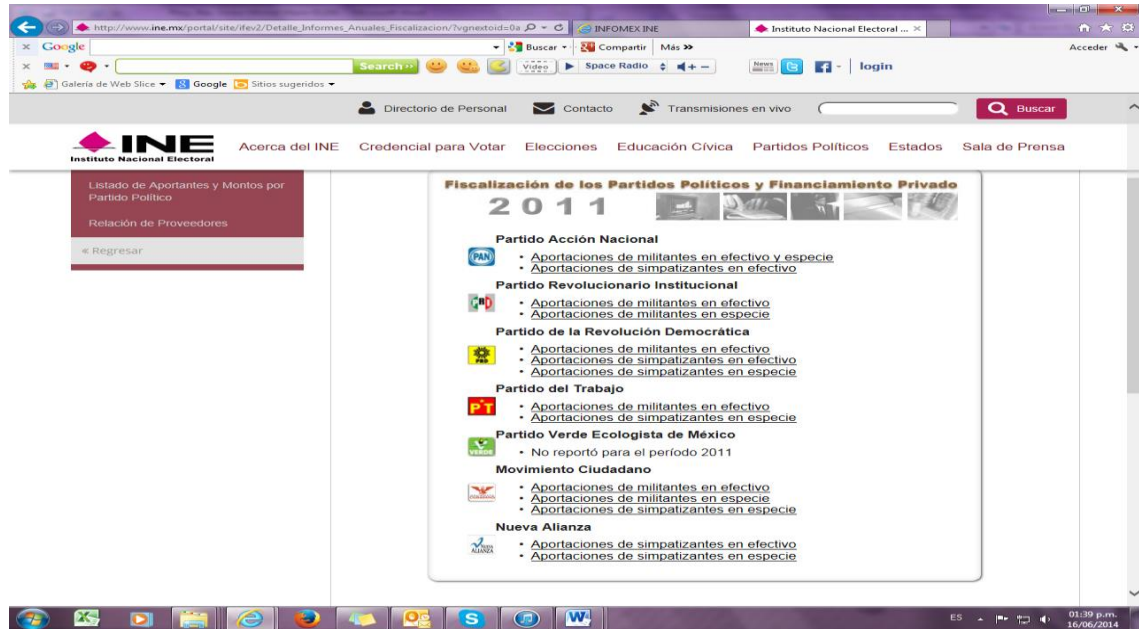 http://www.ine.mx/portal/site/ifev2/Detalle_Informes_Anuales_Fiscalizacion/?vgnextoid=0a
INFOMEX INE
Instituto Nacional Electoral ...
Google
Buscar
Compartir
Más
Acceder
Search
Video
Space Radio
News
login
Galería de Web Slice
Google
Sitios sugeridos
Directorio de Personal
Contacto
Transmisiones en vivo
Buscar
INE
Instituto Nacional Electoral
Acerca del INE
Credencial para Votar
Elecciones
Educación Cívica
Partidos Políticos
Estados
Sala de Prensa
Listado de Aportantes y Montos por
Partido Político
Relación de Proveedores
« Regresar
Fiscalización de los Partidos Políticos y Financiamiento Privado
2011
Partido Acción Nacional
PAN
• Aportaciones de militantes en efectivo y especie
• Aportaciones de simpatizantes en efectivo
Partido Revolucionario Institucional
• Aportaciones de militantes en efectivo
• Aportaciones de militantes en especie
Partido de la Revolución Democrática
PRD
• Aportaciones de militantes en efectivo
• Aportaciones de simpatizantes en efectivo
• Aportaciones de simpatizantes en especie
Partido del Trabajo
PT
• Aportaciones de militantes en efectivo
• Aportaciones de simpatizantes en especie
Partido Verde Ecologista de México
VERDE
• No reportó para el período 2011
Movimiento Ciudadano
• Aportaciones de militantes en efectivo
• Aportaciones de militantes en especie
• Aportaciones de simpatizantes en especie
Nueva Alianza
ALIANZA
• Aportaciones de simpatizantes en efectivo
• Aportaciones de simpatizantes en especie
ES
01:39 p.m.
16/06/2014